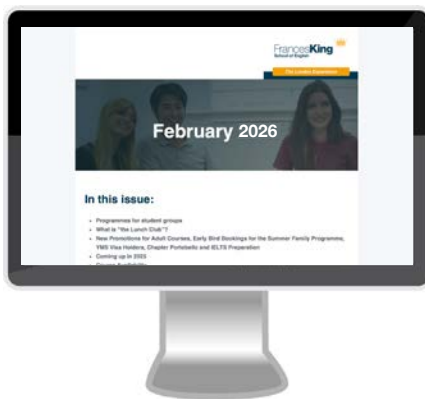 FrancesKing
School of English
The London Experience
February 2026
In this issue:
• Programmes for student groups
• What is "the Lunch Club"?
• New Promotions for Adult Courses, Early Bird Bookings for the Summer Family Programme,
YMS Visa Holders, Chapter Portobello and IELTS Preparation
• Coming up in 2025